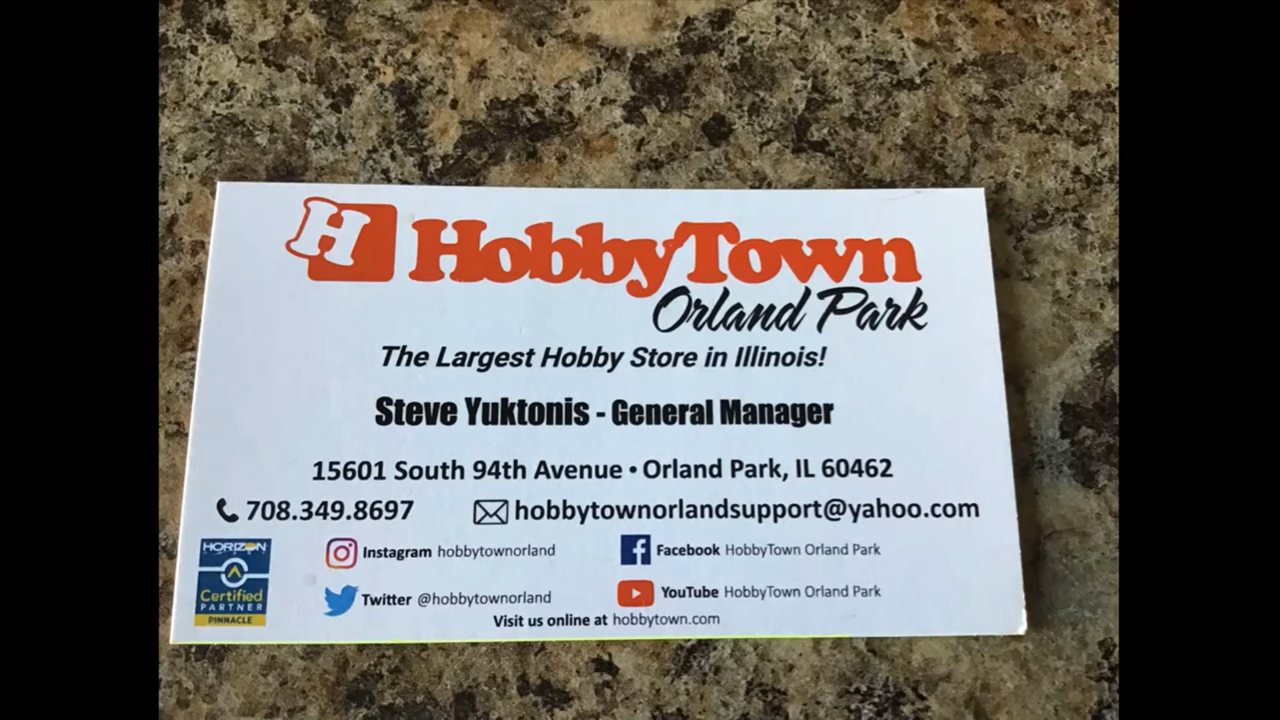 H HobbyTown
Orland Park
The Largest Hobby Store in Illinois!
Steve Yuktonis - General Manager
15601 South 94th Avenue • Orland Park, IL 60462
708.349.8697 hobbytownorlandsupport@yahoo.com
HORIZON
Certified
PARTNER
PINNACLE
Instagram hobbytownorland
Facebook HobbyTown Orland Park
Twitter @hobbytownorland
YouTube HobbyTown Orland Park
Visit us online at hobbytown.com